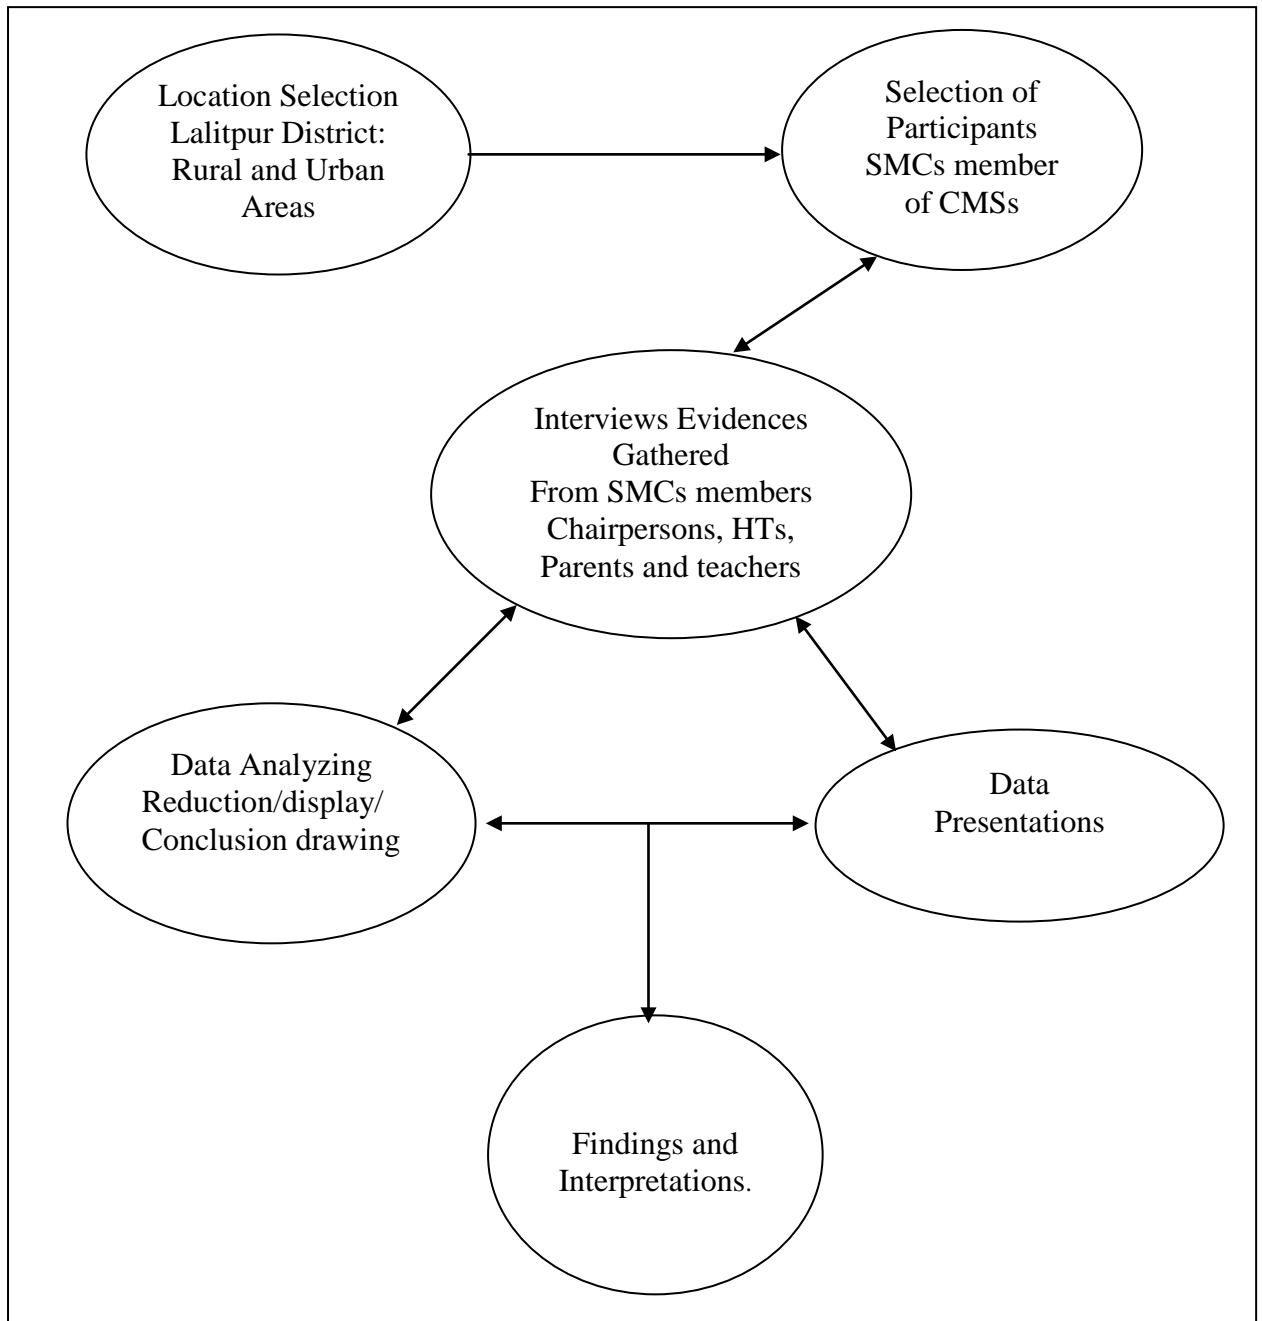 Location Selection
Lalitpur District:
Rural and Urban
Areas
Selection of
Participants
SMCs member
of CMSs
Interviews Evidences
Gathered
From SMCs members
Chairpersons, HTs,
Parents and teachers
Data Analyzing
Reduction/display/
Conclusion drawing
Data
Presentations
Findings and
Interpretations.